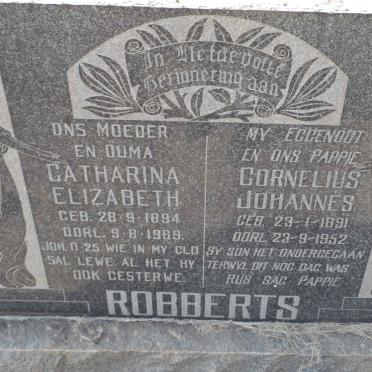 In Liefdevolle
Herinnering aan
ONS MOEDER
EN OUMA
CATHARINA
ELIZABETH
GEB. 28-9-1894
OORL. 9-8-1969
JOH. 11:25 WIE IN MY GLO
SAL LEWE AL HET HY
OOK GESTERWE.
MY EGGENOOT
EN ONS PAPPIE
CORNELIUS
JOHANNES
GEB. 29-1-1891
OORL. 23-9-1952
SY SON HET ONDERGEGAAN
TERWYL DIT NOG DAG WAS
RUS SAG PAPPIE
ROBBERTS